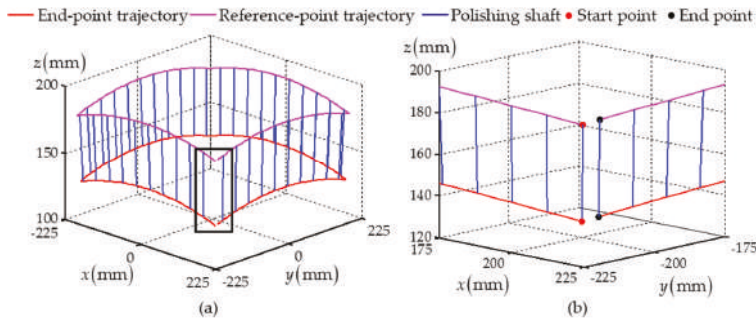 End-point trajectory Reference-point trajectory Polishing shaft Start point End point
z(mm)
200
150
100
-225
0
225
x(mm)
-225
0
225
y(mm)
(a)
z(mm)
200
180
160
140
120
175
200
225
x(mm)
-225
-200
-175
y(mm)
(b)